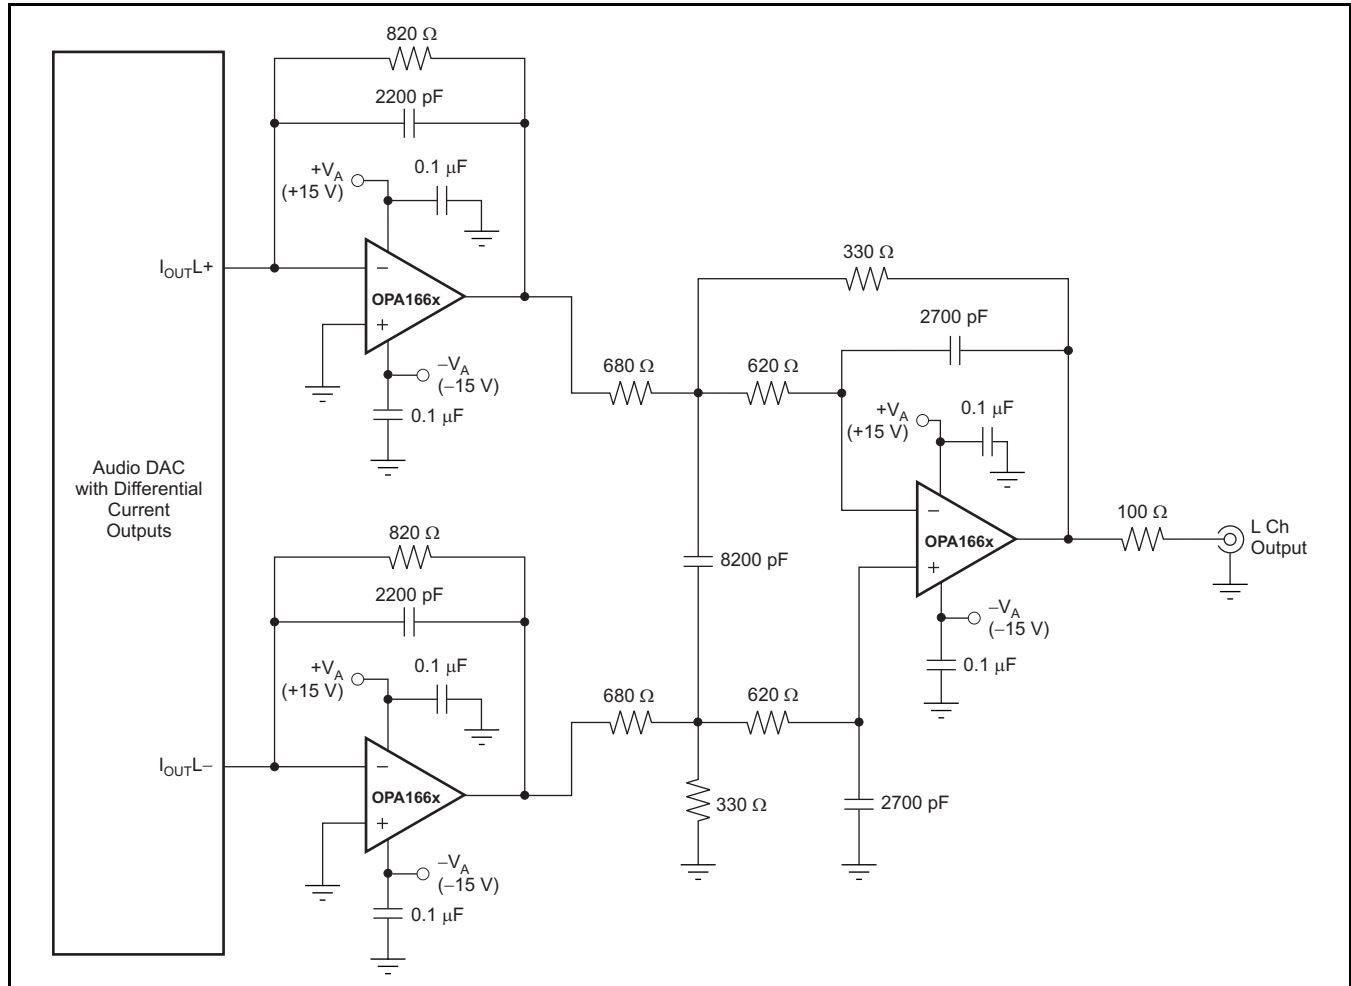 820 Ω
2200 pF
+VA
(+15 V)
0.1 μF
IOUTL+
−
OPA166x
+
−VA
(−15 V)
0.1 μF
680 Ω
620 Ω
330 Ω
2700 pF
+VA
(+15 V)
0.1 μF
Audio DAC
with Differential
Current
Outputs
8200 pF
−
OPA166x
+
100 Ω
L Ch
Output
−VA
(−15 V)
0.1 μF
820 Ω
2200 pF
+VA
(+15 V)
0.1 μF
IOUTL−
−
OPA166x
+
−VA
(−15 V)
0.1 μF
680 Ω
620 Ω
330 Ω
2700 pF